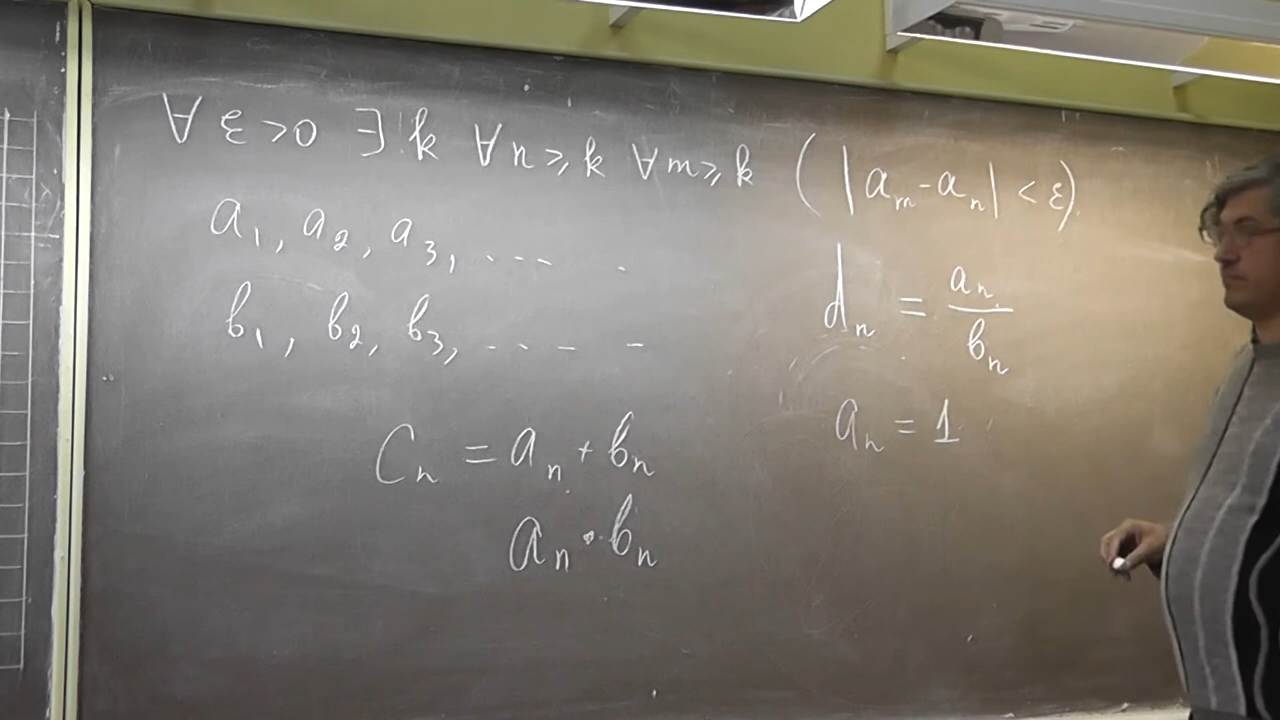 ∀ ε > 0 ∃ k ∀ n ⩾ k ∀ m ⩾ k ( | a_m - a_n | < ε ).
a_1, a_2, a_3, ... .
b_1, b_2, b_3, .... -
d_n = a_n / b_n
a_n = 1
C_n = a_n + b_n
a_n · b_n